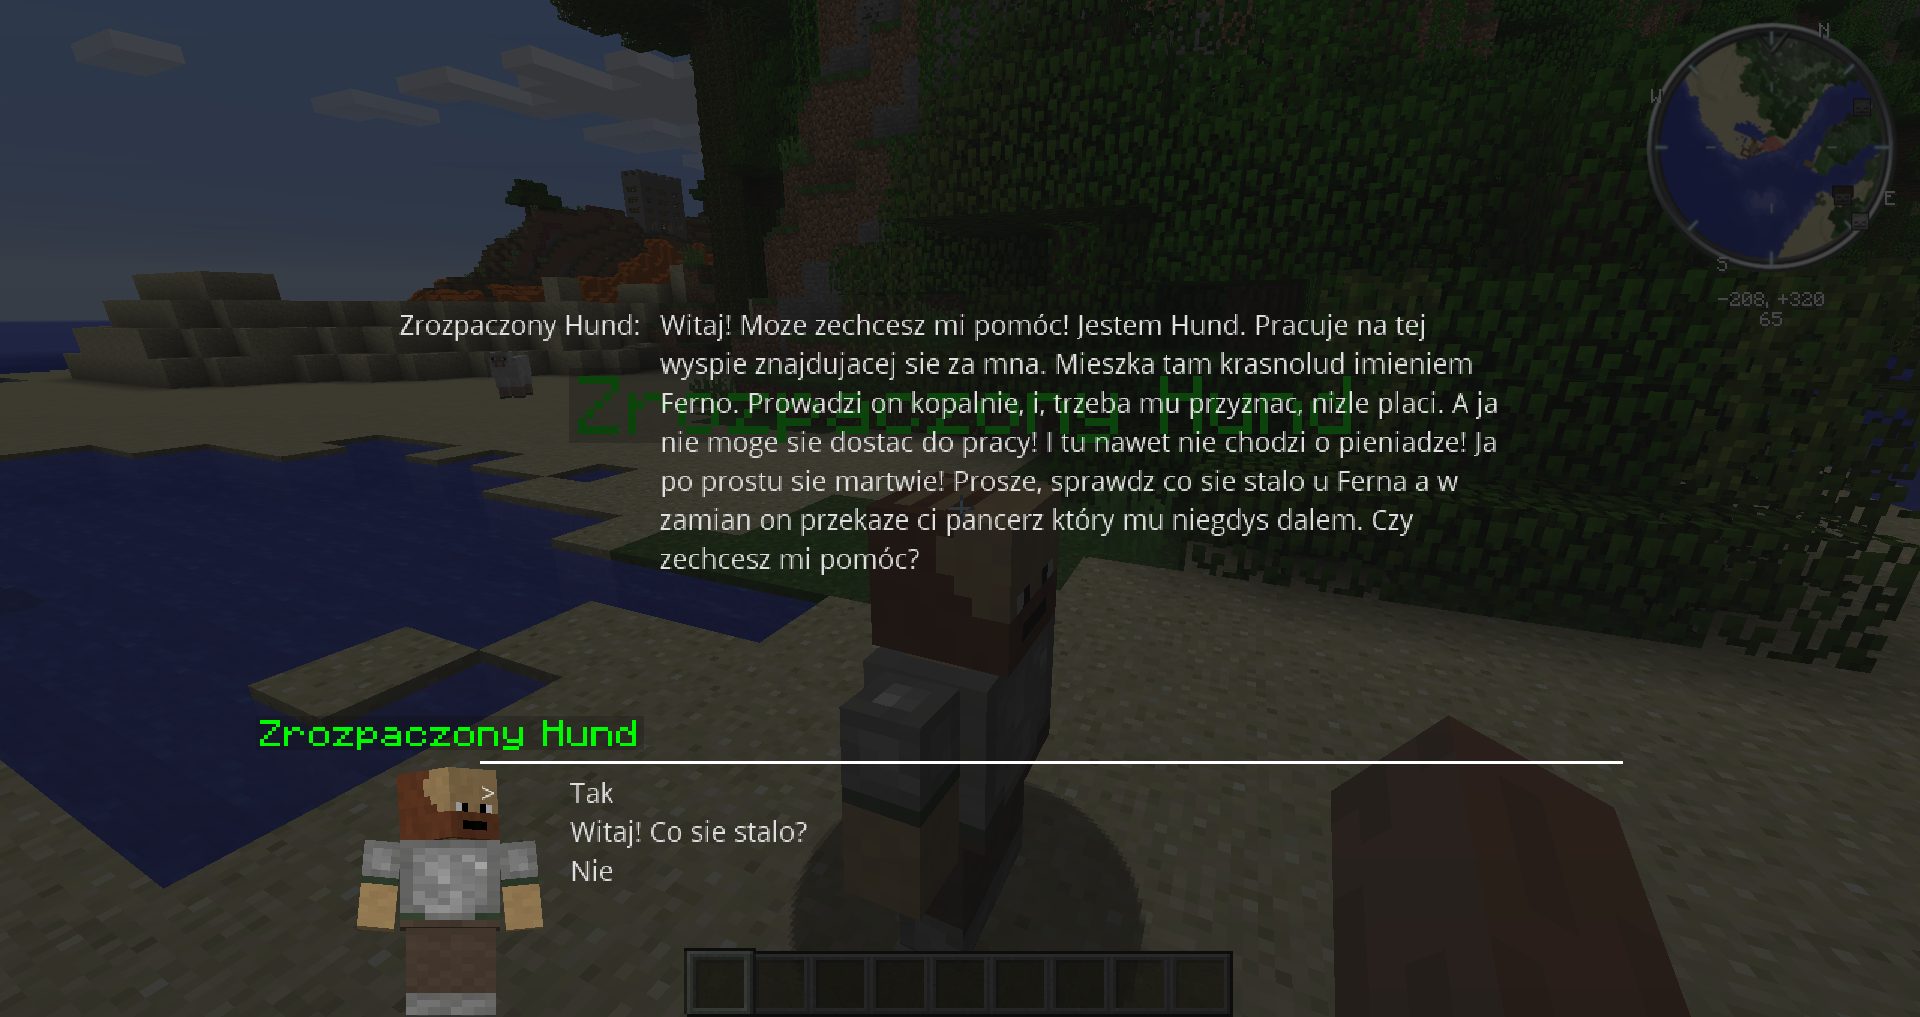 N
W
E
S
-208, +320
65
Zrozpaczony Hund: Witaj! Moze zechcesz mi pomóc! Jestem Hund. Pracuje na tej
wyspie znajdujacej sie za mna. Mieszka tam krasnolud imieniem
Ferno. Prowadzi on kopalnie, i, trzeba mu przyznac, nizle placi. A ja
nie moge sie dostac do pracy! I tu nawet nie chodzi o pieniadze! Ja
po prostu sie martwie! Prosze, sprawdz co sie stalo u Ferna a w
zamian on przekaze ci pancerz który mu niegdys dalem. Czy
zechcesz mi pomóc?
Zrozpaczony Hund
Zrozpaczony Hund
> Tak
Witaj! Co sie stalo?
Nie